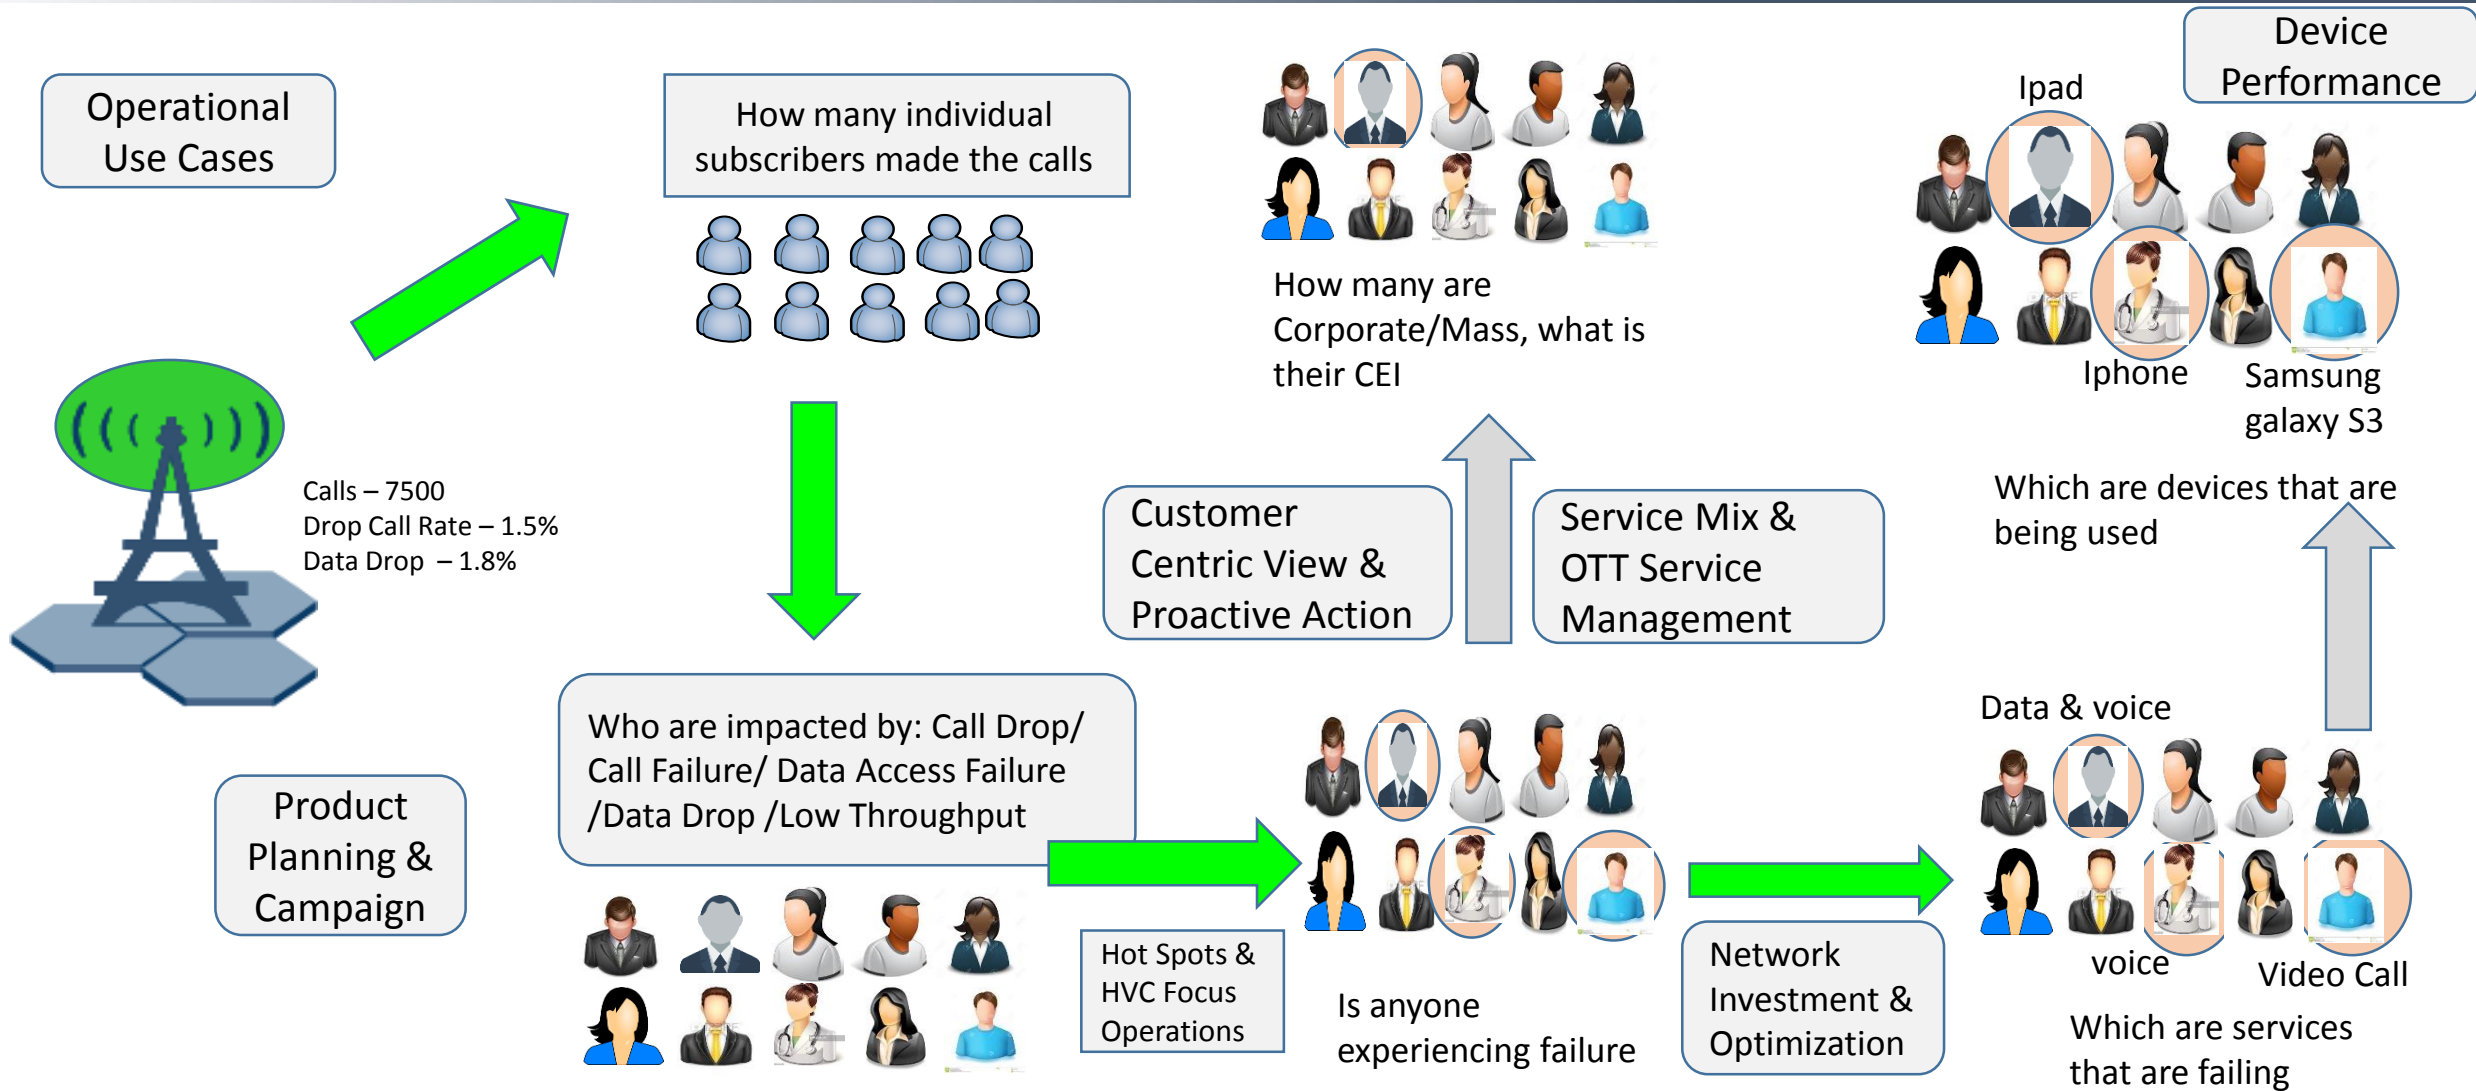 Operational
Use Cases
How many individual
subscribers made the calls
Device
Performance
Ipad
How many are
Corporate/Mass, what is
their CEI
Iphone
Samsung
galaxy S3
Calls – 7500
Drop Call Rate – 1.5%
Data Drop – 1.8%
Customer
Centric View &
Proactive Action
Service Mix &
OTT Service
Management
Which are devices that are
being used
Who are impacted by: Call Drop/
Call Failure/ Data Access Failure
/Data Drop /Low Throughput
Data & voice
Product
Planning &
Campaign
Hot Spots &
HVC Focus
Operations
Is anyone
experiencing failure
Network
Investment &
Optimization
voice
Video Call
Which are services
that are failing